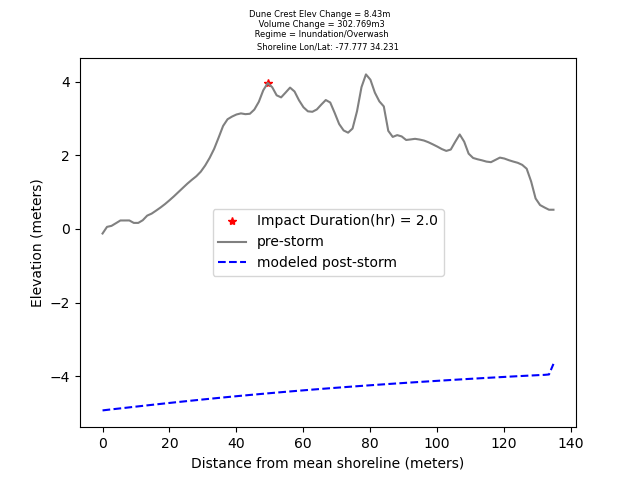 Dune Crest Elev Change = 8.43m
Volume Change = 302.769m3
Regime = Inundation/Overwash
Shoreline Lon/Lat: -77.777 34.231
4
2
0
−2
−4
Elevation (meters)
Impact Duration(hr) = 2.0
pre-storm
modeled post-storm
0 20 40 60 80 100 120 140
Distance from mean shoreline (meters)